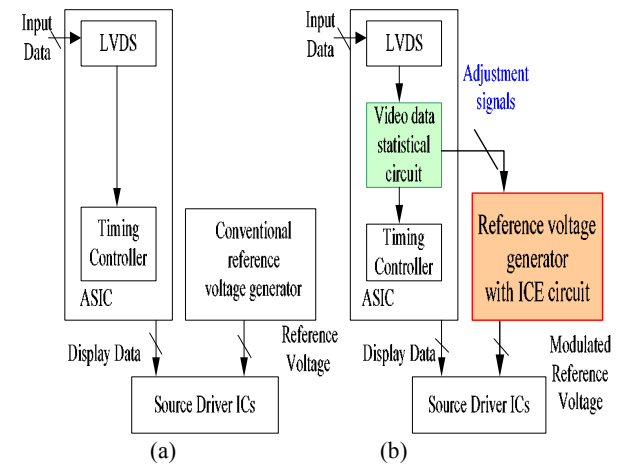 Input
Data
LVDS
Timing
Controller
ASIC
Conventional
reference
voltage generator
Display Data
Reference
Voltage
Source Driver ICs
(a)
Input
Data
LVDS
Adjustment
signals
Video data
statistical
circuit
Timing
Controller
ASIC
Reference voltage
generator
with ICE circuit
Display Data
Modulated
Reference
Voltage
Source Driver ICs
(b)